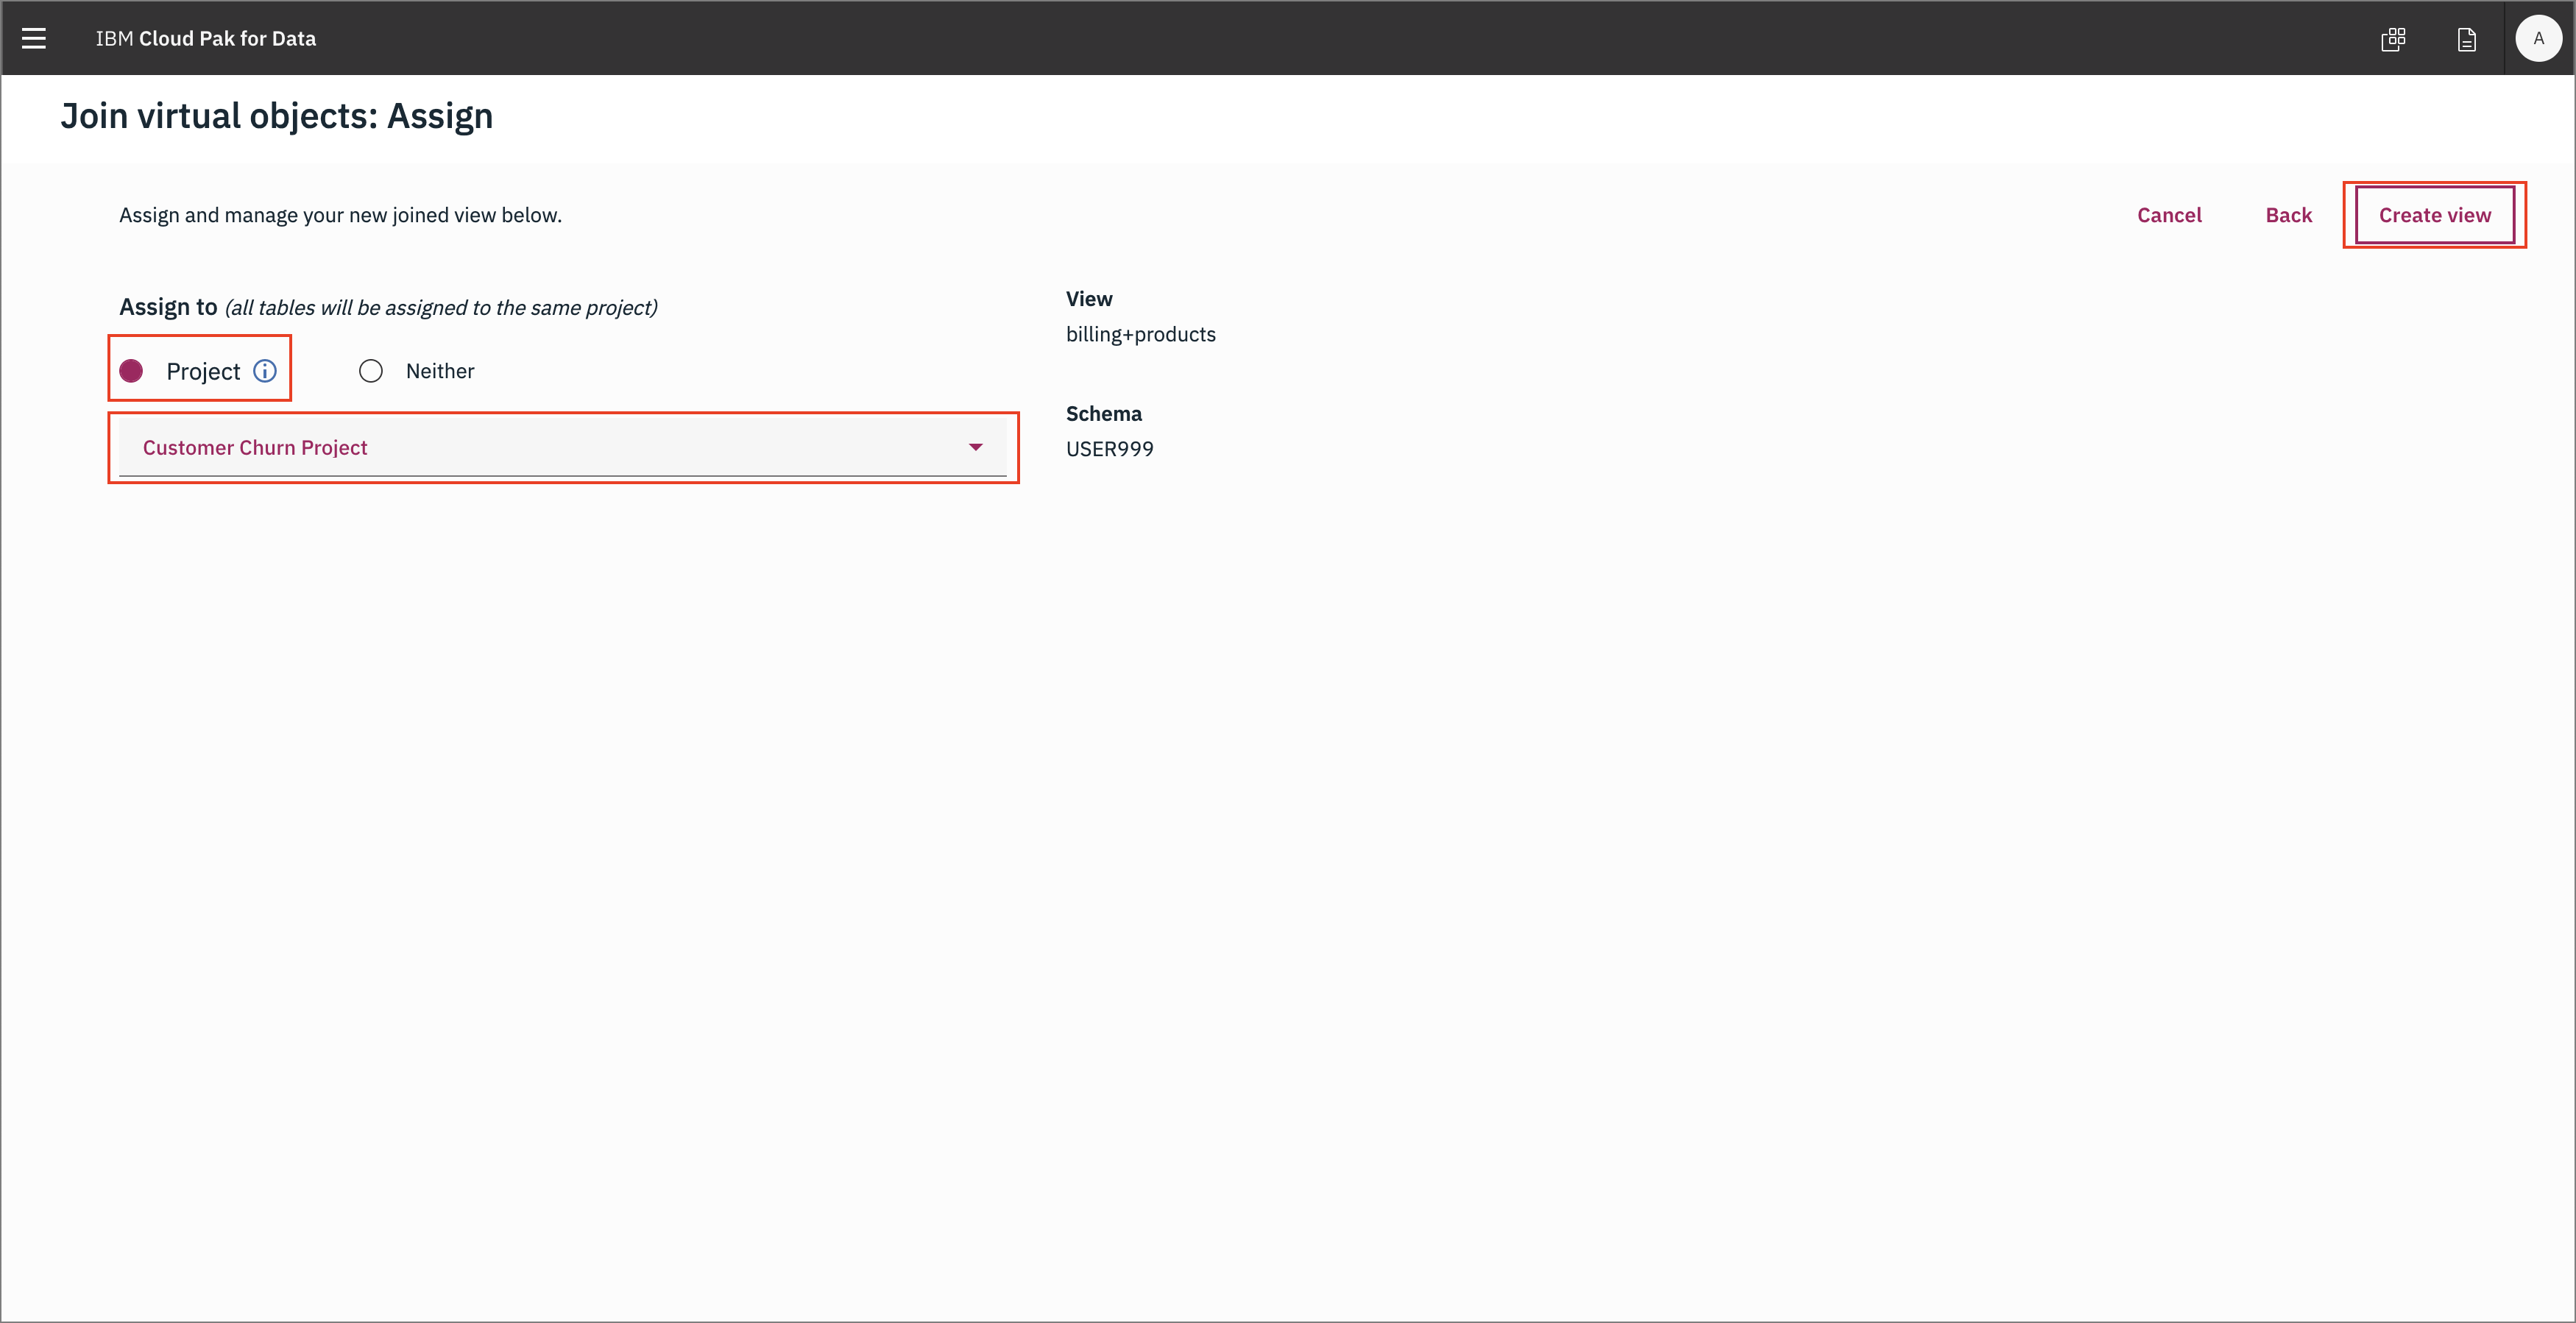 IBM Cloud Pak for Data
A
Join virtual objects: Assign
Assign and manage your new joined view below.
Cancel
Back
Create view
Assign to (all tables will be assigned to the same project)
Project
Neither
Customer Churn Project
View
billing+products
Schema
USER999